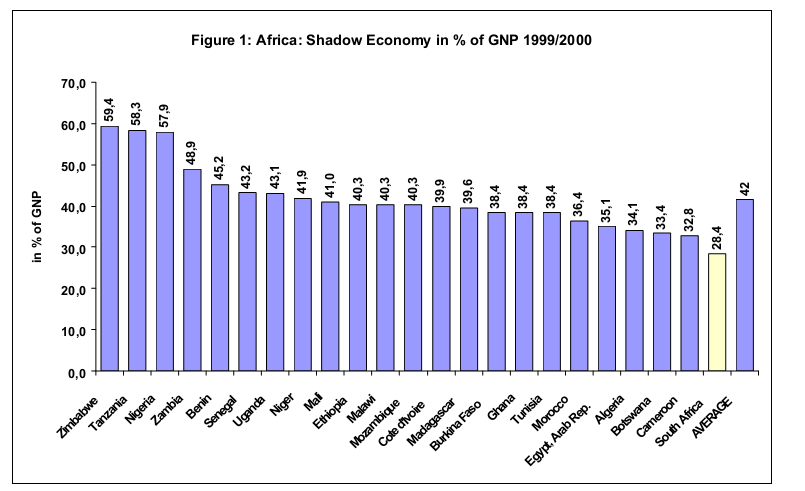 Figure 1: Africa: Shadow Economy in % of GNP 1999/2000
in % of GNP
70,0
60,0
50,0
40,0
30,0
20,0
10,0
0,0
59,4
58,3
57,9
48,9
45,2
43,2
43,1
41,9
41,0
40,3
40,3
40,3
39,9
39,6
38,4
38,4
38,4
36,4
35,1
34,1
33,4
32,8
28,4
42
Zimbabwe
Tanzania
Nigeria
Zambia
Benin
Senegal
Uganda
Niger
Mali
Ethiopia
Malawi
Mozambique
Cote d'Ivoire
Madagascar
Burkina Faso
Ghana
Tunisia
Morocco
Egypt, Arab Rep.
Algeria
Botswana
Cameroon
South Africa
AVERAGE